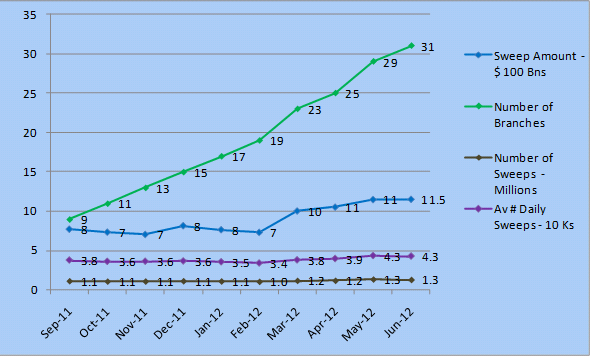 35
30
25
20
15
10
5
0
31
29
25
23
19
17
15
13
11
9
8 7 7 8 8 7 10 11 11 11.5
3.8 3.6 3.6 3.6 3.5 3.4 3.8 3.9 4.3 4.3
1.1 1.1 1.1 1.1 1.1 1.0 1.2 1.2 1.3 1.3
Sep-11 Oct-11 Nov-11 Dec-11 Jan-12 Feb-12 Mar-12 Apr-12 May-12 Jun-12
Sweep Amount -
$ 100 Bns
Number of
Branches
Number of
Sweeps -
Millions
Av # Daily
Sweeps - 10 Ks